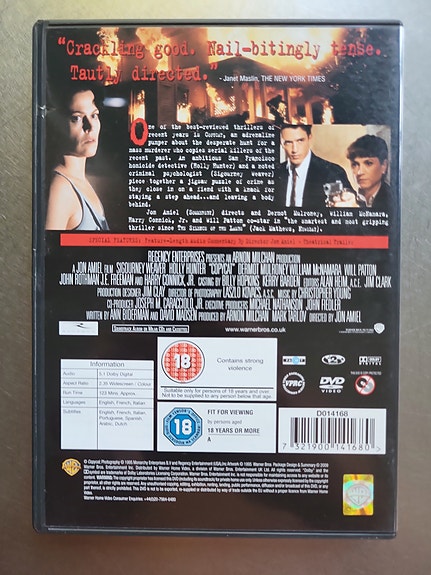 “Crackling good. Nail-bitingly tense.
Tautly directed.” - Janet Maslin, THE NEW YORK TIMES
One of the best-reviewed thrillers of
recent years is COPYCAT, an adrenaline
pumper about the desperate hunt for a
mass murderer who copies serial killers of the
recent past. An ambitious San Francisco
homicide detective (Holly Hunter) and a noted
criminal psychologist (Sigourney Weaver)
piece together a jigsaw puzzle of crime as
they close in on a fiend with a knack for
staying a step ahead...and leaving a body
behind.
Jon Amiel (SOMMERSBY) directs and Dermot Mulroney, William McNamara,
Harry Connick, Jr. and Will Patton co-star in "the smartest and most gripping
thriller since THE SILENCE OF THE LAMBS" (Jack Mathews, NEWSDAY).
SPECIAL FEATURES: Feature-Length Audio Commentary By Director Jon Amiel • Theatrical Trailer
REGENCY ENTERPRISES PRESENTS AN ARNON MILCHAN PRODUCTION
A JON AMIEL FILM SIGOURNEY WEAVER HOLLY HUNTER "COPYCAT" DERMOT MULRONEY WILLIAM McNAMARA WILL PATTON
JOHN ROTHMAN J.E. FREEMAN AND HARRY CONNICK, JR. CASTING BY BILLY HOPKINS KERRY BARDEN EDITORS ALAN HEIM, A.C.E. JIM CLARK
PRODUCTION DESIGNER JIM CLAY DIRECTOR OF PHOTOGRAPHY LASZLO KOVACS, A.S.C. MUSIC BY CHRISTOPHER YOUNG
CO-PRODUCER JOSEPH M. CARACCIOLO, JR. EXECUTIVE PRODUCERS MICHAEL NATHANSON AND JOHN FIEDLER
WRITTEN BY ANN BIDERMAN AND DAVID MADSEN PRODUCED BY ARNON MILCHAN AND MARK TARLOV DIRECTED BY JON AMIEL
SOUNDTRACK ALBUM ON MILAN CDS AND CASSETTES
www.warnerbros.co.uk
Information
Audio 5.1 Dolby Digital
Aspect Ratio 2.35 Widescreen / Colour
Run Time 123 Mins. Approx.
Languages English, French, Italian
Subtitles English, French, Italian,
Portuguese, Spanish,
Arabic, Dutch
18
Contains strong
violence
Suitable only for persons of 18 years and over.
Not to be supplied to any person below that age.
18
FIT FOR VIEWING
by persons aged
18 YEARS OR MORE
A
VPRC
DVD
VIDEO
D014168
7 321900 141680
WB